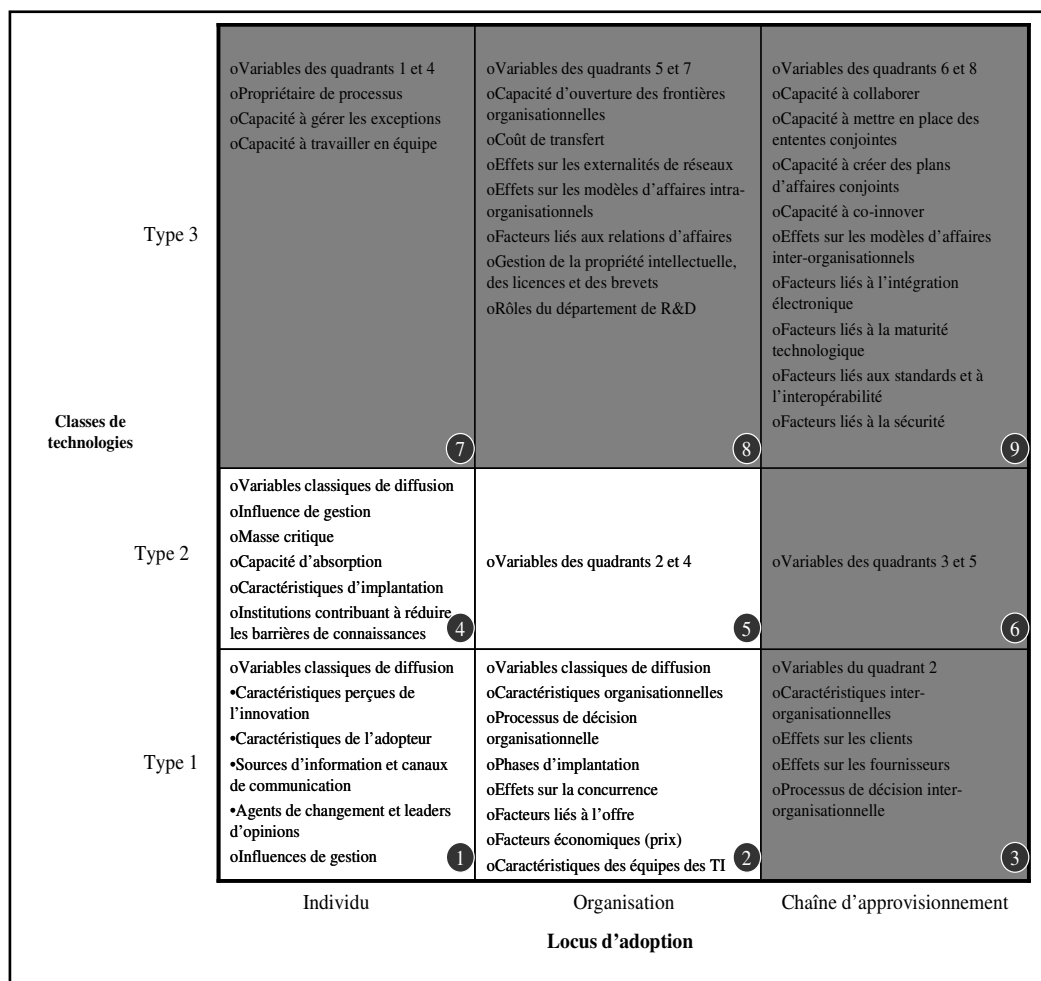 oVariables des quadrants 1 et 4
oPropriétaire de processus
oCapacité à gérer les exceptions
oCapacité à travailler en équipe
7
oVariables des quadrants 5 et 7
oCapacité d'ouverture des frontières
organisationnelles
oCoût de transfert
oEffets sur les externalités de réseaux
oEffets sur les modèles d'affaires intra-
organisationnels
oFacteurs liés aux relations d'affaires
oGestion de la propriété intellectuelle,
des licences et des brevets
oRôles du département de R&D
8
oVariables des quadrants 6 et 8
oCapacité à collaborer
oCapacité à mettre en place des
ententes conjointes
oCapacité à créer des plans
d'affaires conjoints
oCapacité à co-innover
oEffets sur les modèles d'affaires
inter-organisationnels
oFacteurs liés à l'intégration
électronique
oFacteurs liés à la maturité
technologique
oFacteurs liés aux standards et à
l'interopérabilité
oFacteurs liés à la sécurité
9
Type 3
Classes de
technologies
Type 2
oVariables classiques de diffusion
oInfluence de gestion
oMasse critique
oCapacité d'absorption
oCaractéristiques d'implantation
oInstitutions contribuant à réduire
les barrières de connaissances
4
oVariables des quadrants 2 et 4
5
oVariables des quadrants 3 et 5
6
Type 1
oVariables classiques de diffusion
•Caractéristiques perçues de
l'innovation
•Caractéristiques de l'adopteur
•Sources d'information et canaux
de communication
•Agents de changement et leaders
d'opinions
oInfluences de gestion
1
oVariables classiques de diffusion
oCaractéristiques organisationnelles
oProcessus de décision
organisationnelle
oPhases d'implantation
oEffets sur la concurrence
oFacteurs liés à l'offre
oFacteurs économiques (prix)
oCaractéristiques des équipes des TI
2
oVariables du quadrant 2
oCaractéristiques inter-
organisationnelles
oEffets sur les clients
oEffets sur les fournisseurs
oProcessus de décision inter-
organisationnelle
3
Individu
Organisation
Chaîne d'approvisionnement
Locus d'adoption